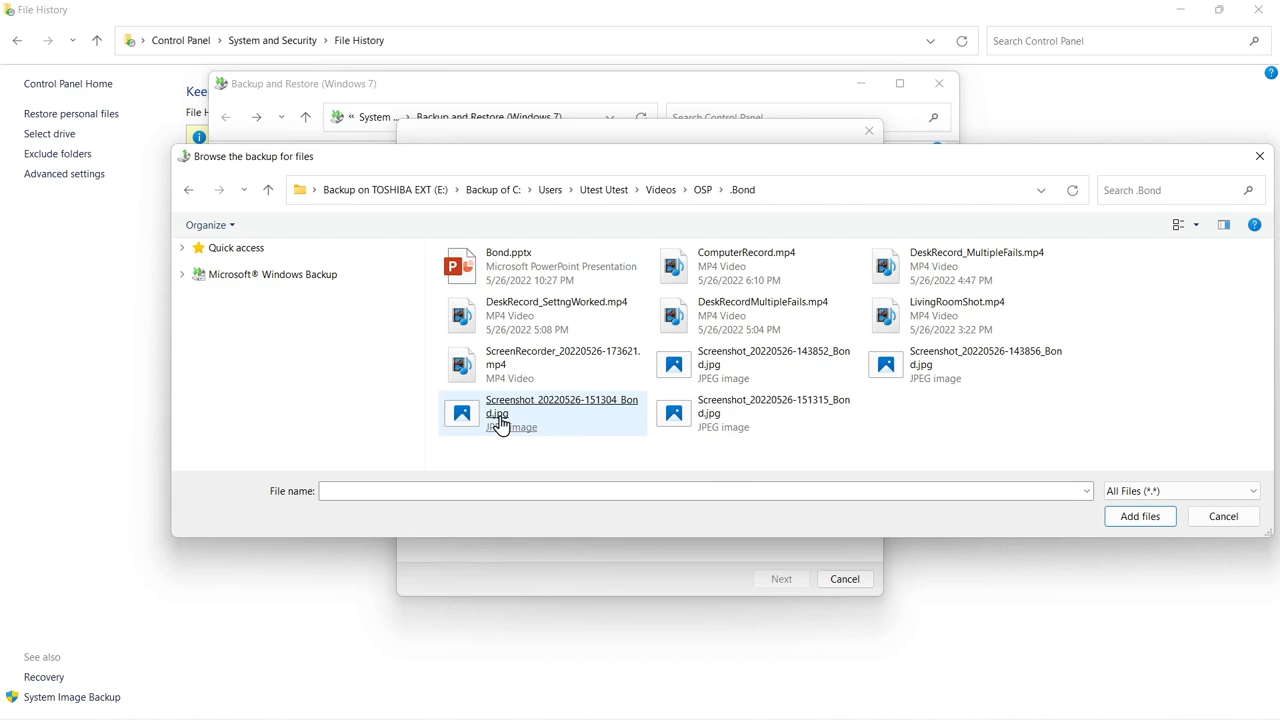 File History
Control Panel > System and Security > File History
Search Control Panel
Control Panel Home
Restore personal files
Select drive
Exclude folders
Advanced settings
Kee
File H
Backup and Restore (Windows 7)
« System ... > Backup and Restore (Windows 7)
Search Control Panel
Browse the backup for files
Backup on TOSHIBA EXT (E:) > Backup of C: > Users > Utest Utest > Videos > OSP > .Bond
Search .Bond
Organize
Quick access
Microsoft® Windows Backup
Bond.pptx
Microsoft PowerPoint Presentation
5/26/2022 10:27 PM
ComputerRecord.mp4
MP4 Video
5/26/2022 6:10 PM
DeskRecord_MultipleFails.mp4
MP4 Video
5/26/2022 4:47 PM
DeskRecord_SettngWorked.mp4
MP4 Video
5/26/2022 5:08 PM
DeskRecordMultipleFails.mp4
MP4 Video
5/26/2022 5:04 PM
LivingRoomShot.mp4
MP4 Video
5/26/2022 3:22 PM
ScreenRecorder_20220526-173621.
mp4
MP4 Video
Screenshot_20220526-143852_Bon
d.jpg
JPEG image
Screenshot_20220526-143856_Bon
d.jpg
JPEG image
Screenshot_20220526-151304_Bon
d.jpg
JPEG image
Screenshot_20220526-151315_Bon
d.jpg
JPEG image
File name:
All Files (*.*)
Add files
Cancel
Next
Cancel
See also
Recovery
System Image Backup